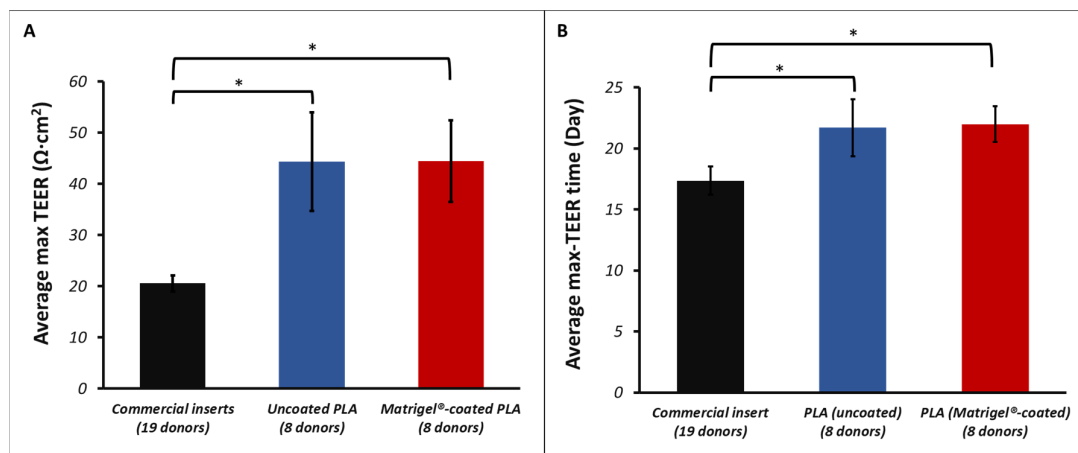 A
Average max TEER (Ω·cm²)
60
50
40
30
20
10
0
*
*
Commercial inserts
(19 donors)
Uncoated PLA
(8 donors)
Matrigel®-coated PLA
(8 donors)
B
Average max-TEER time (Day)
25
20
15
10
5
0
*
*
Commercial insert
(19 donors)
PLA (uncoated)
(8 donors)
PLA (Matrigel®-coated)
(8 donors)